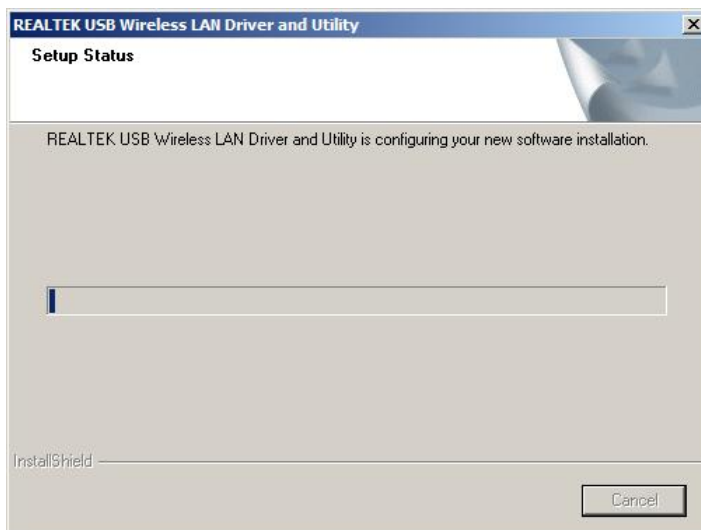 REALTEK USB Wireless LAN Driver and Utility
Setup Status
REALTEK USB Wireless LAN Driver and Utility is configuring your new software installation.
InstallShield
Cancel